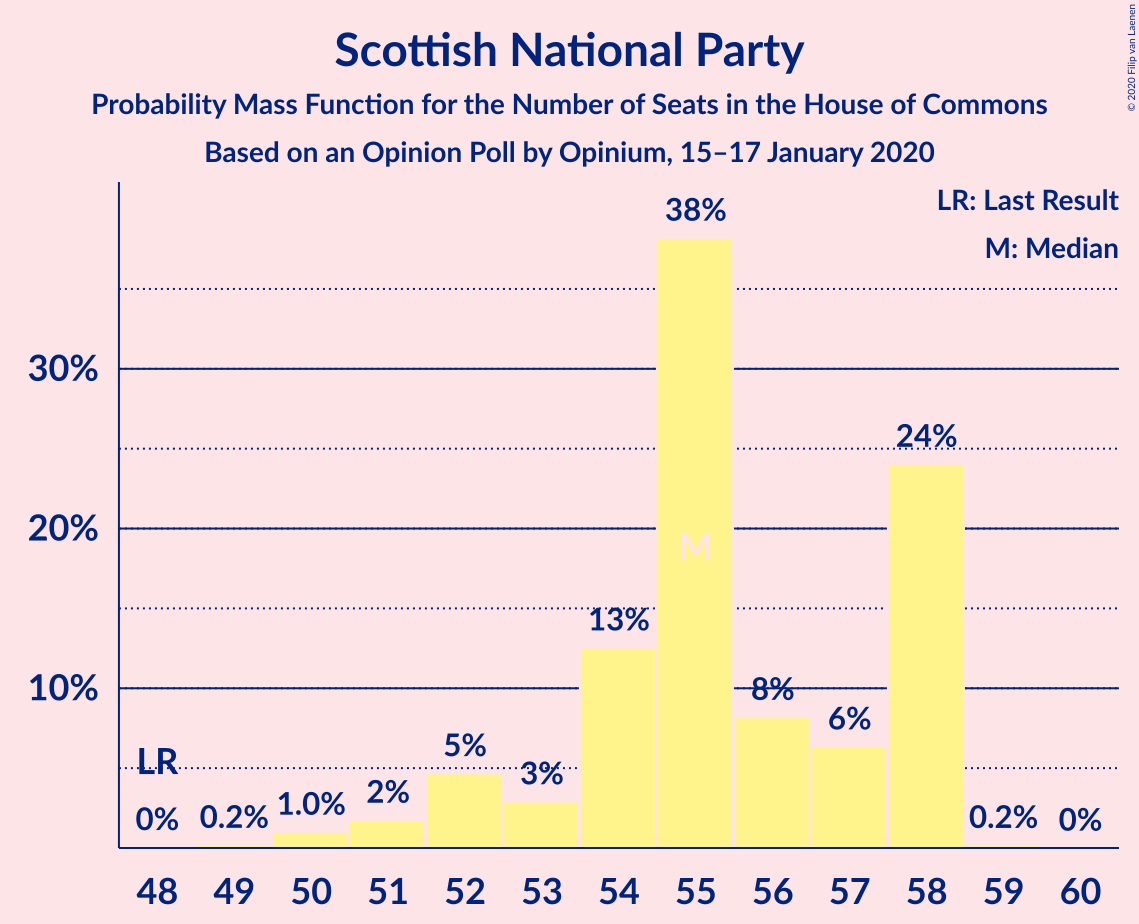 Scottish National Party
Probability Mass Function for the Number of Seats in the House of Commons
Based on an Opinion Poll by Opinium, 15–17 January 2020
© 2020 Filip van Laenen
LR: Last Result
M: Median
38%
30%
24%
20%
M
13%
10%
8%
6%
5%
3%
LR
2%
1.0%
0%
0.2%
0.2%
0%
48 49 50 51 52 53 54 55 56 57 58 59 60